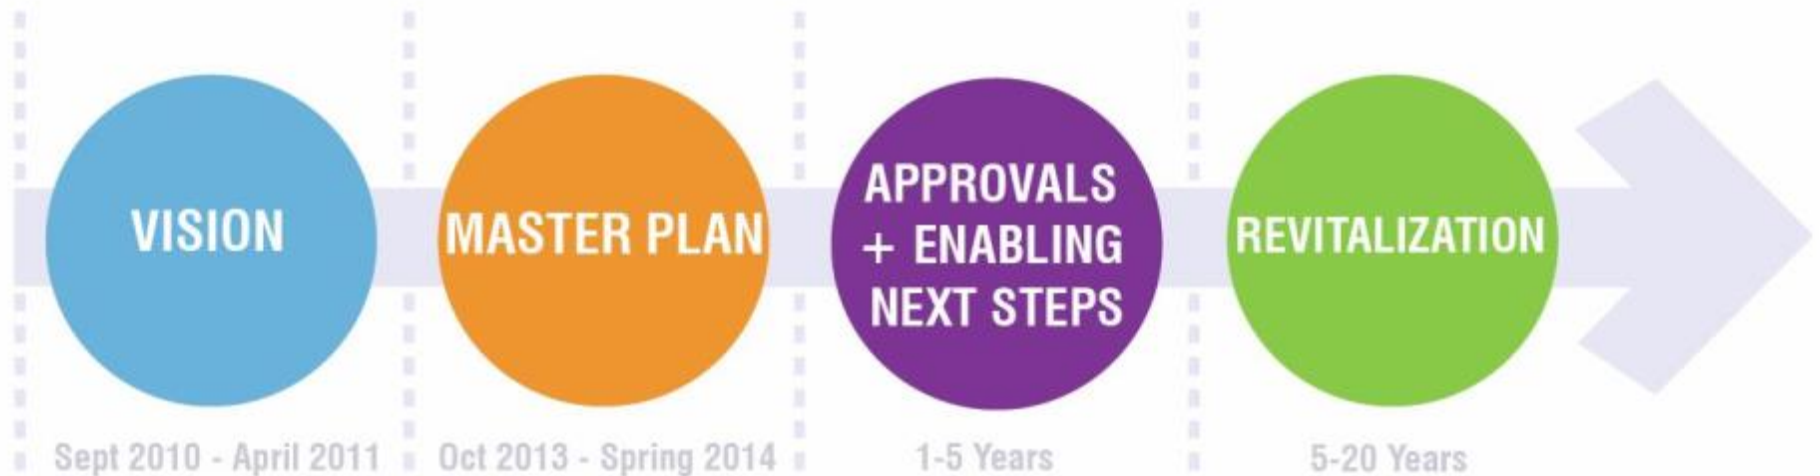 VISION
MASTER PLAN
APPROVALS
+ ENABLING
NEXT STEPS
REVITALIZATION
Sept 2010 - April 2011
Oct 2013 - Spring 2014
1-5 Years
5-20 Years